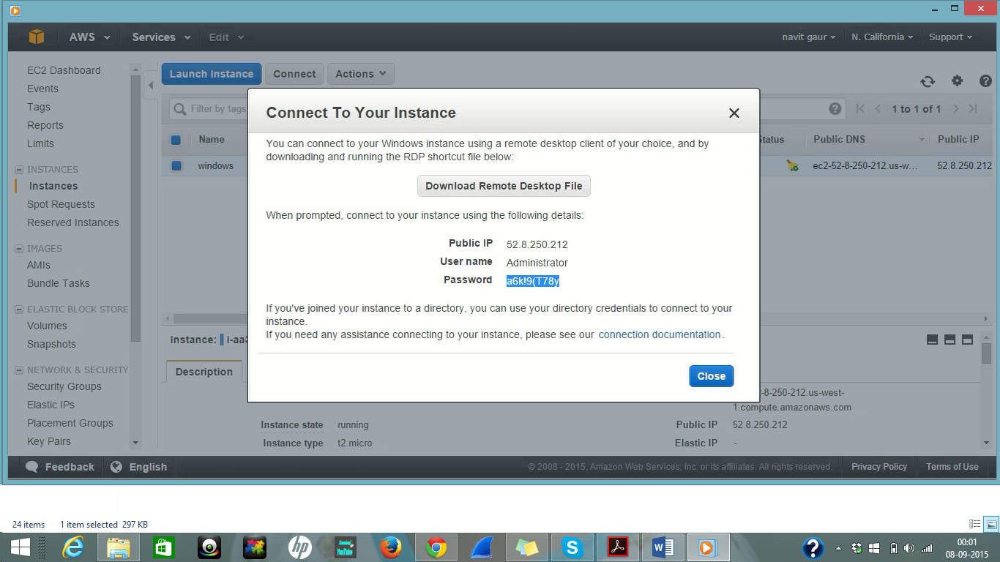 AWS Services Edit navit gaur N. California Support
EC2 Dashboard
Events
Tags
Reports
Limits
INSTANCES
Instances
Spot Requests
Reserved Instances
IMAGES
AMIs
Bundle Tasks
ELASTIC BLOCK STORE
Volumes
Snapshots
NETWORK & SECURITY
Security Groups
Elastic IPs
Placement Groups
Key Pairs
Launch Instance Connect Actions
Filter by tags
1 to 1 of 1
Name Status Public DNS Public IP
windows ec2-52-8-250-212.us-w... 52.8.250.212
Connect To Your Instance
You can connect to your Windows instance using a remote desktop client of your choice, and by
downloading and running the RDP shortcut file below:
Download Remote Desktop File
When prompted, connect to your instance using the following details:
Public IP 52.8.250.212
User name Administrator
Password a6k!9(T78y
If you've joined your instance to a directory, you can use your directory credentials to connect to your
instance.
If you need any assistance connecting to your instance, please see our connection documentation.
Close
Instance: i-aa3
Description
-8-250-212.us-west-
1.compute.amazonaws.com
Instance state running Public IP 52.8.250.212
Instance type t2.micro Elastic IP -
Feedback English © 2008 - 2015, Amazon Web Services, Inc. or its affiliates. All rights reserved. Privacy Policy Terms of Use
24 items 1 item selected 297 KB
00:01
08-09-2015